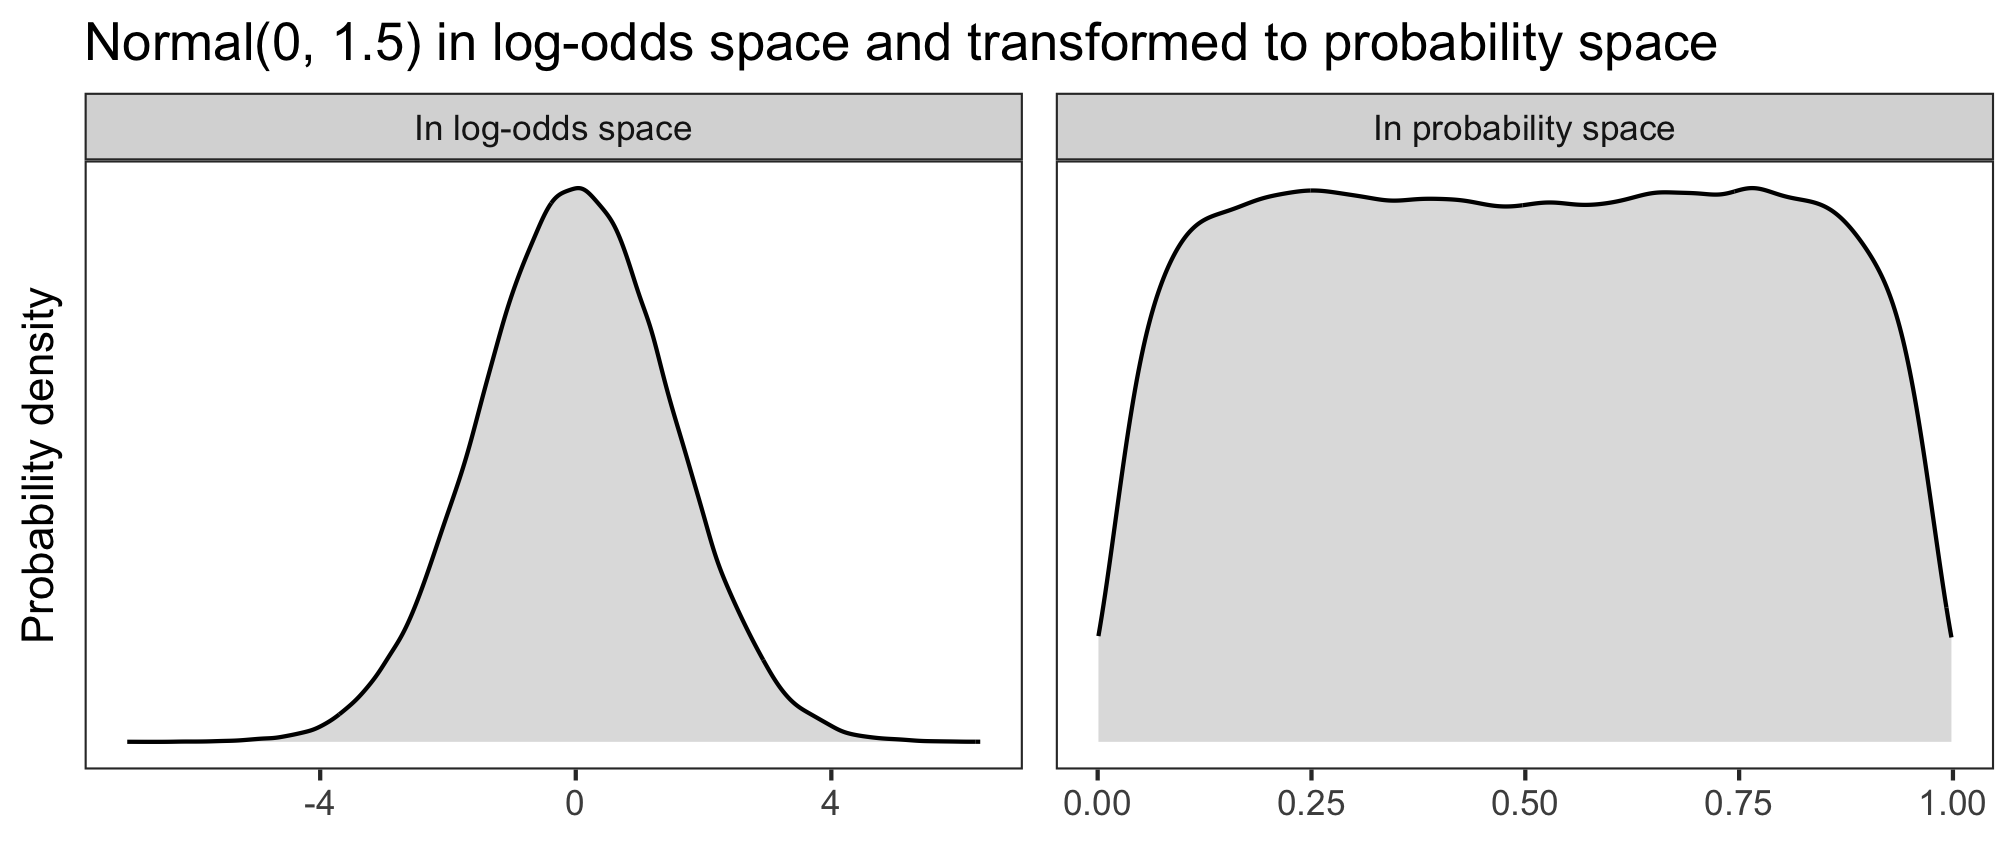 Normal(0, 1.5) in log-odds space and transformed to probability space
In log-odds space
In probability space
Probability density
-4
0
4
0.00
0.25
0.50
0.75
1.00